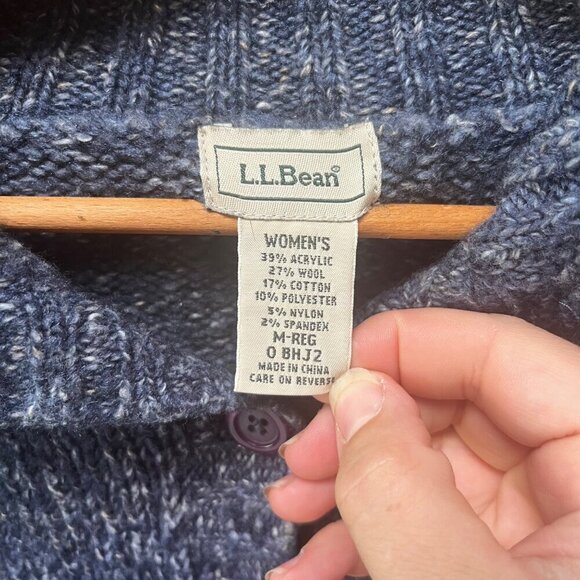 L.L.Bean®
WOMEN'S
39% ACRYLIC
27% WOOL
17% COTTON
10% POLYESTER
5% NYLON
2% SPANDEX
M-REG
0 BHJ2
MADE IN CHINA
CARE ON REVERSE